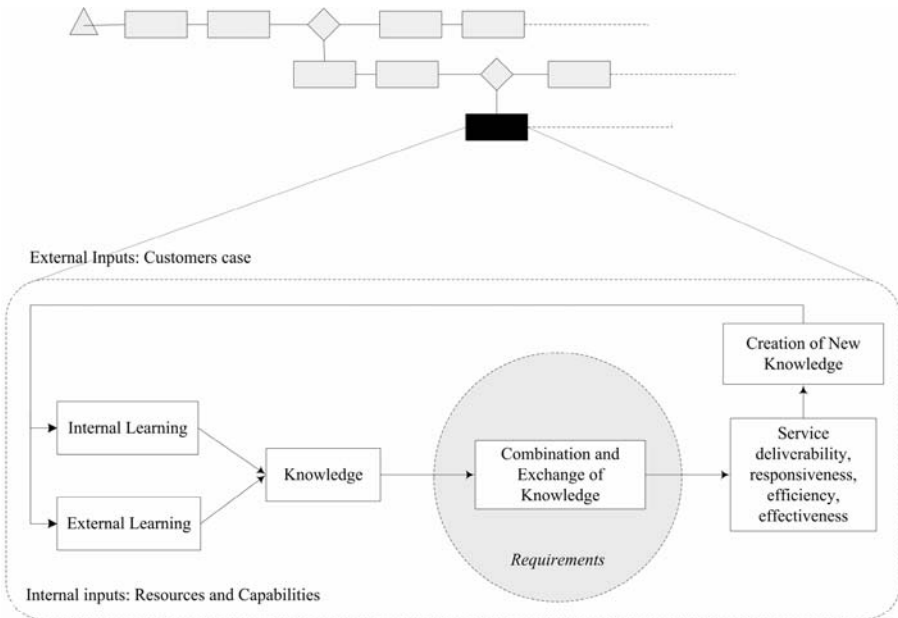 External Inputs: Customers case
Creation of New
Knowledge
Internal Learning
External Learning
Knowledge
Combination and
Exchange of
Knowledge
Service
deliverability,
responsiveness,
efficiency,
effectiveness
Requirements
Internal inputs: Resources and Capabilities